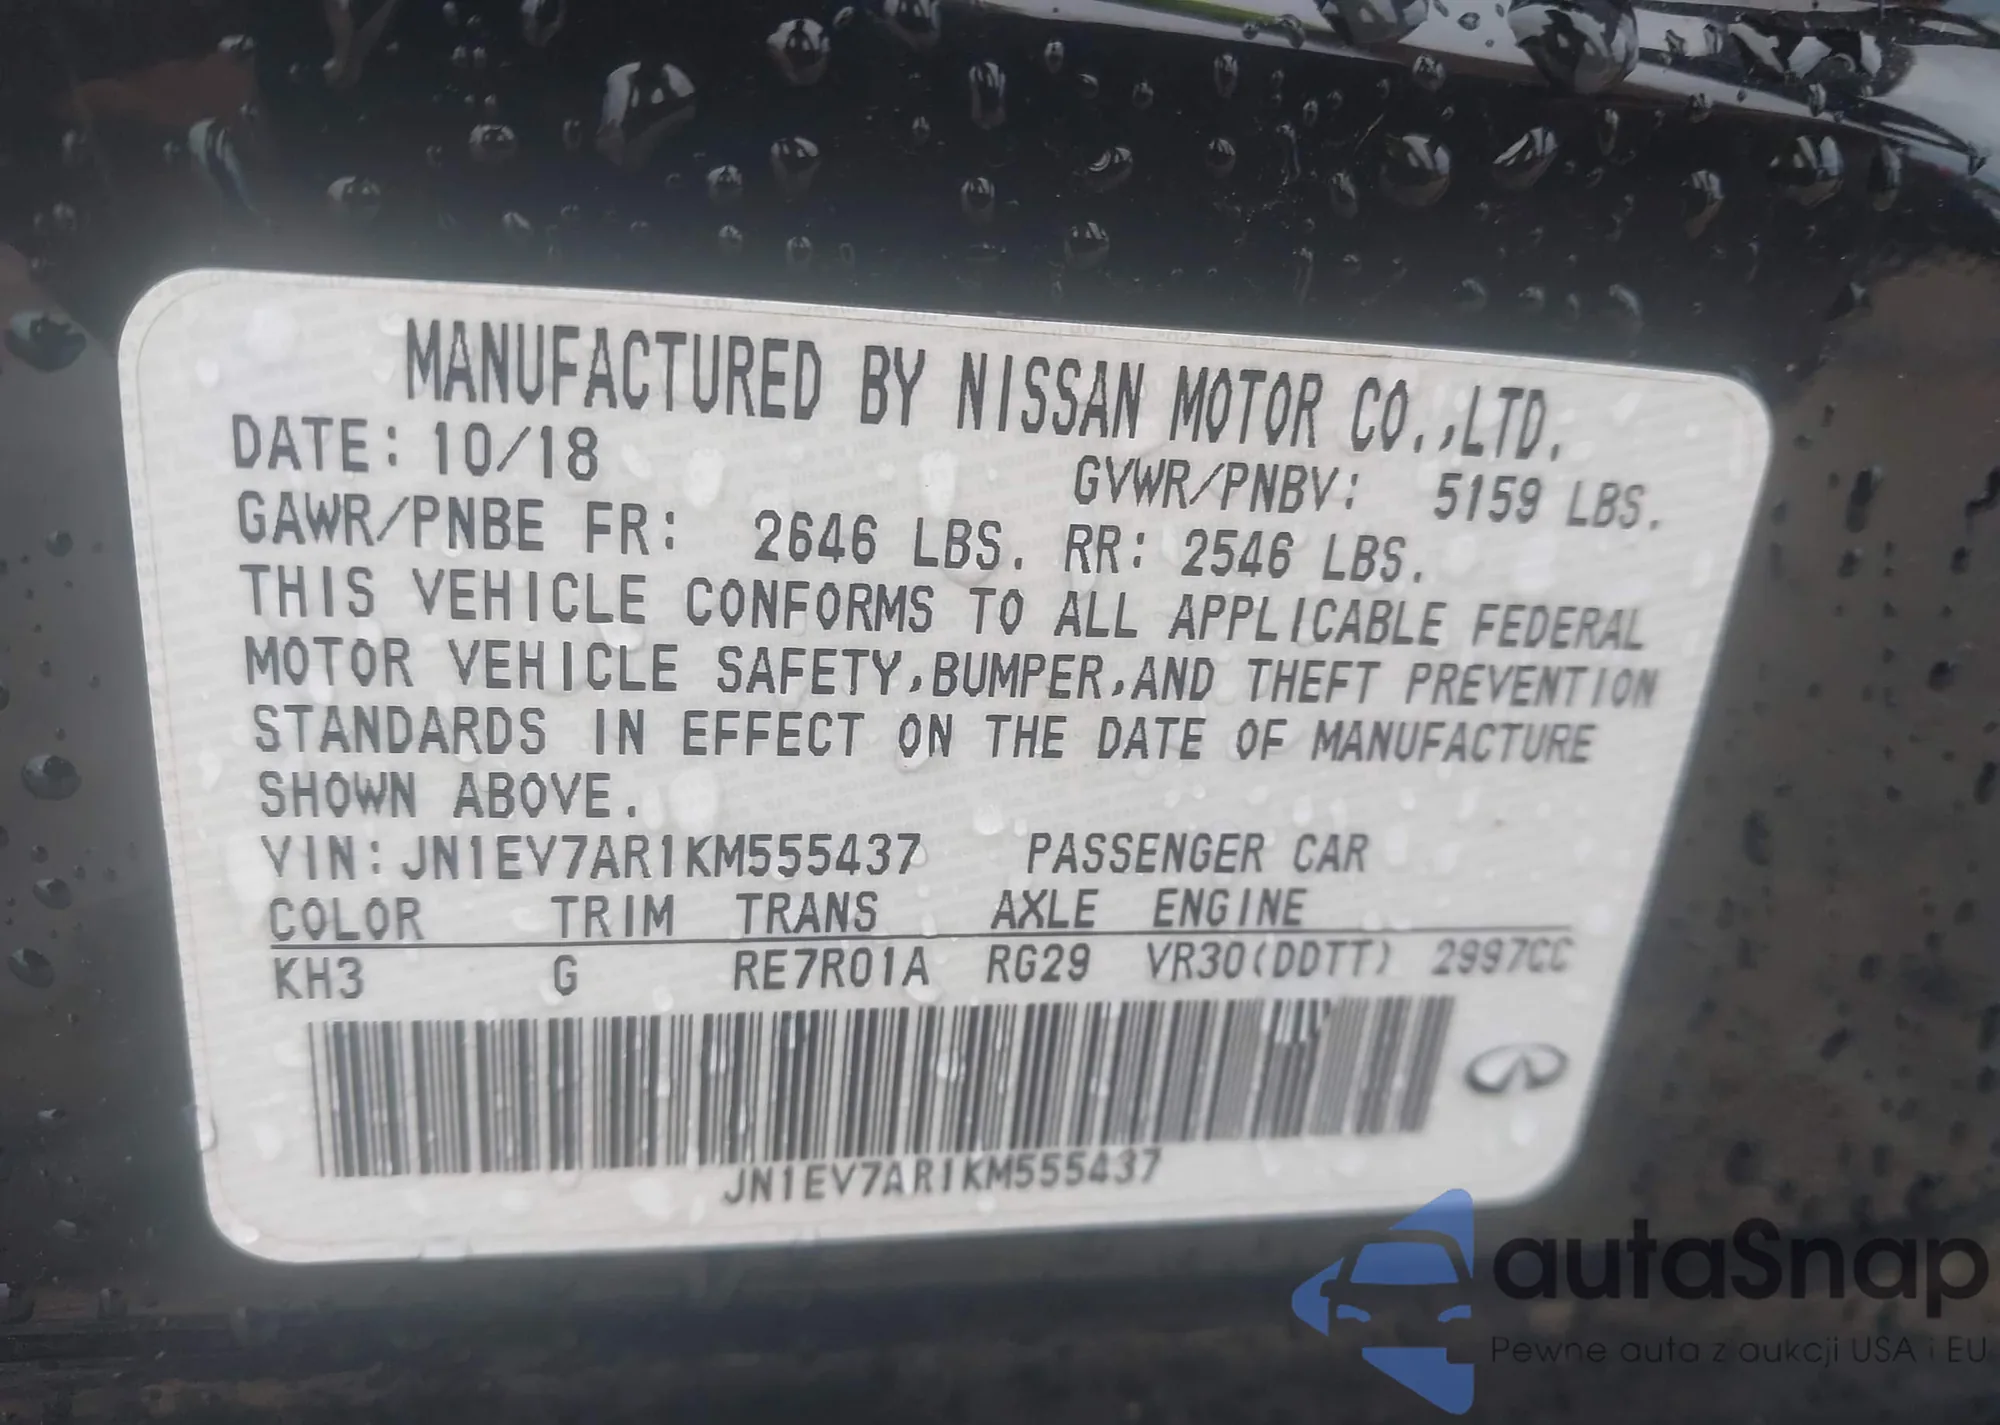 MANUFACTURED BY NISSAN MOTOR CO.,LTD.
DATE: 10/18 GVWR/PNBV: 5159 LBS.
GAWR/PNBE FR: 2646 LBS. RR: 2546 LBS.
THIS VEHICLE CONFORMS TO ALL APPLICABLE FEDERAL
MOTOR VEHICLE SAFETY,BUMPER,AND THEFT PREVENTION
STANDARDS IN EFFECT ON THE DATE OF MANUFACTURE
SHOWN ABOVE.
VIN:JN1EV7AR1KM555437 PASSENGER CAR
COLOR TRIM TRANS AXLE ENGINE
KH3 G RE7R01A RG29 VR30(DDTT) 2997CC
JN1EV7AR1KM555437
autaSnap
Pewne auta z aukcji USA i EU